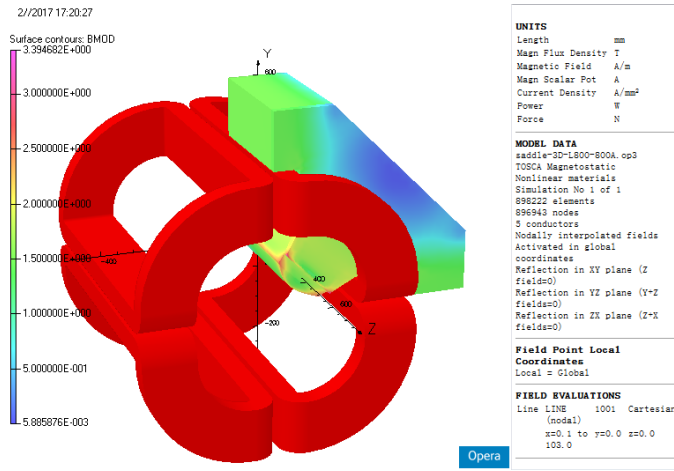 2//2017 17:20:27
Surface contours: BMOD
3.394682E+000
3.000000E+000
2.500000E+000
2.000000E+000
1.500000E+000
1.000000E+000
5.000000E-001
5.885876E-003
Y
600
-400
400
600
-200
Z
Opera
UNITS
Length mm
Magn Flux Density T
Magnetic Field A/m
Magn Scalar Pot A
Current Density A/mm²
Power W
Force N
MODEL DATA
saddle-3D-L800-800A.op3
TOSCA Magnetostatic
Nonlinear materials
Simulation No 1 of 1
898222 elements
896943 nodes
5 conductors
Nodally interpolated fields
Activated in global
coordinates
Reflection in XY plane (Z
field=0)
Reflection in YZ plane (Y+Z
fields=0)
Reflection in ZX plane (Z+X
fields=0)
Field Point Local
Coordinates
Local = Global
FIELD EVALUATIONS
Line LINE 1001 Cartesian
(nodal)
x=0.1 to y=0.0 z=0.0
103.0